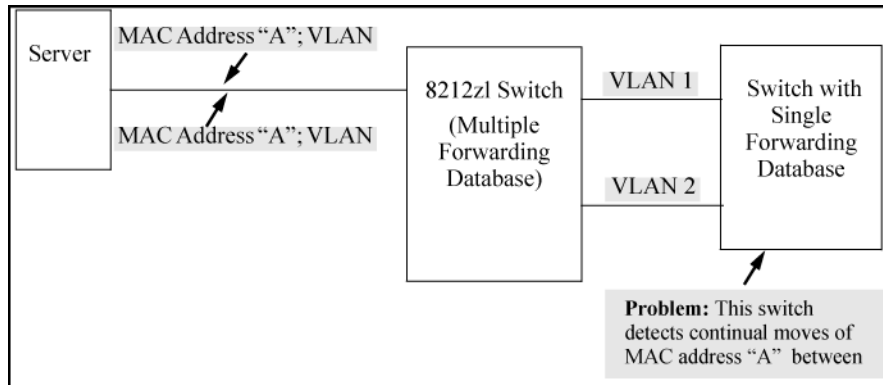 MAC Address “A”; VLAN
Server
MAC Address “A”; VLAN
8212zl Switch
(Multiple
Forwarding
Database)
VLAN 1
VLAN 2
Switch with
Single
Forwarding
Database
Problem: This switch
detects continual moves of
MAC address “A” between